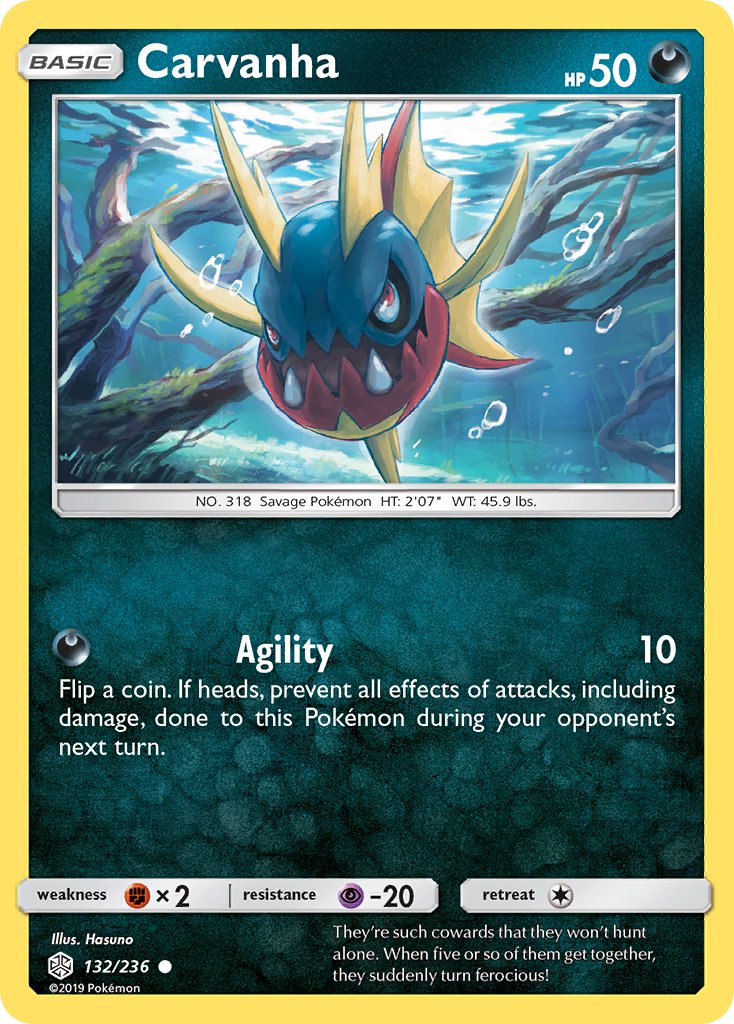 BASIC Carvanha HP 50
NO. 318 Savage Pokémon HT: 2'07" WT: 45.9 lbs.
Agility 10
Flip a coin. If heads, prevent all effects of attacks, including
damage, done to this Pokémon during your opponent's
next turn.
weakness ×2 resistance -20 retreat
Illus. Hasuno
132/236
©2019 Pokémon
They're such cowards that they won't hunt
alone. When five or so of them get together,
they suddenly turn ferocious!